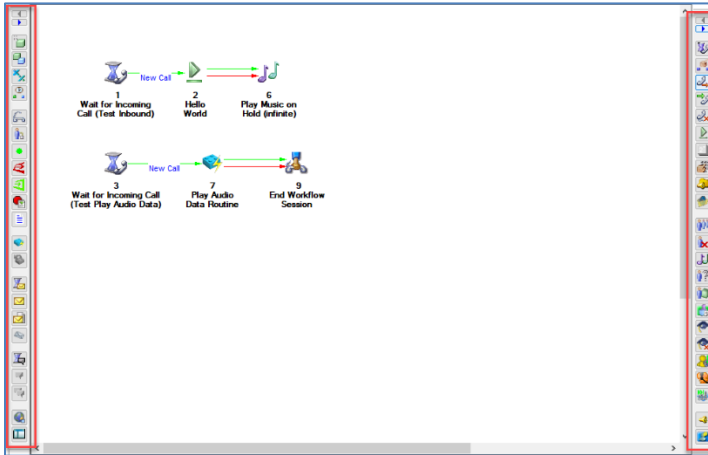 New Call
1
Wait for Incoming
Call (Test Inbound)
2
Hello
World
6
Play Music on
Hold (infinite)
New Call
3
Wait for Incoming Call
(Test Play Audio Data)
7
Play Audio
Data Routine
9
End Workflow
Session